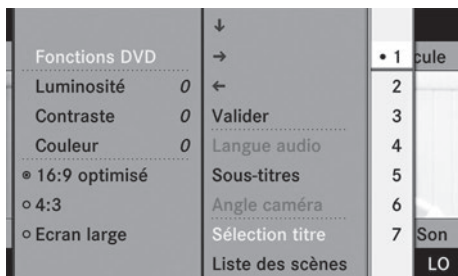 Fonctions DVD
Luminosité 0
Contraste 0
Couleur 0
16:9 optimisé
4:3
Ecran large
↓
→
←
Valider
Langue audio
Sous-titres
Angle caméra
Sélection titre
Liste des scènes
• 1
2
3
4
5
6
7
cule
Son
LO